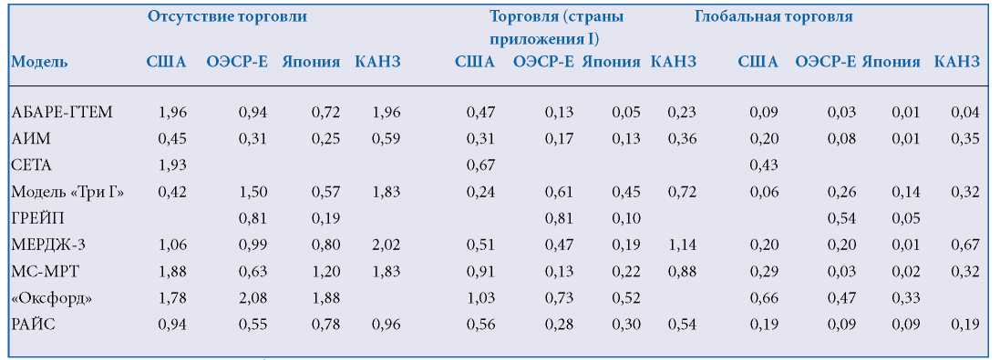 Отсутствие торговли Торговля (страны Глобальная торговля
приложения I)
Модель США ОЭСР-Е Япония КАНЗ США ОЭСР-Е Япония КАНЗ США ОЭСР-Е Япония КАНЗ
АБАРЕ-ГТЕМ 1,96 0,94 0,72 1,96 0,47 0,13 0,05 0,23 0,09 0,03 0,01 0,04
АИМ 0,45 0,31 0,25 0,59 0,31 0,17 0,13 0,36 0,20 0,08 0,01 0,35
СЕТА 1,93 0,67 0,43
Модель «Три Г» 0,42 1,50 0,57 1,83 0,24 0,61 0,45 0,72 0,06 0,26 0,14 0,32
ГРЕЙП 0,81 0,19 0,81 0,10 0,54 0,05
МЕРДЖ-3 1,06 0,99 0,80 2,02 0,51 0,47 0,19 1,14 0,20 0,20 0,01 0,67
МС-МРТ 1,88 0,63 1,20 1,83 0,91 0,13 0,22 0,88 0,29 0,03 0,02 0,32
«Оксфорд» 1,78 2,08 1,88 1,03 0,73 0,52 0,66 0,47 0,33
РАЙС 0,94 0,55 0,78 0,96 0,56 0,28 0,30 0,54 0,19 0,09 0,09 0,19